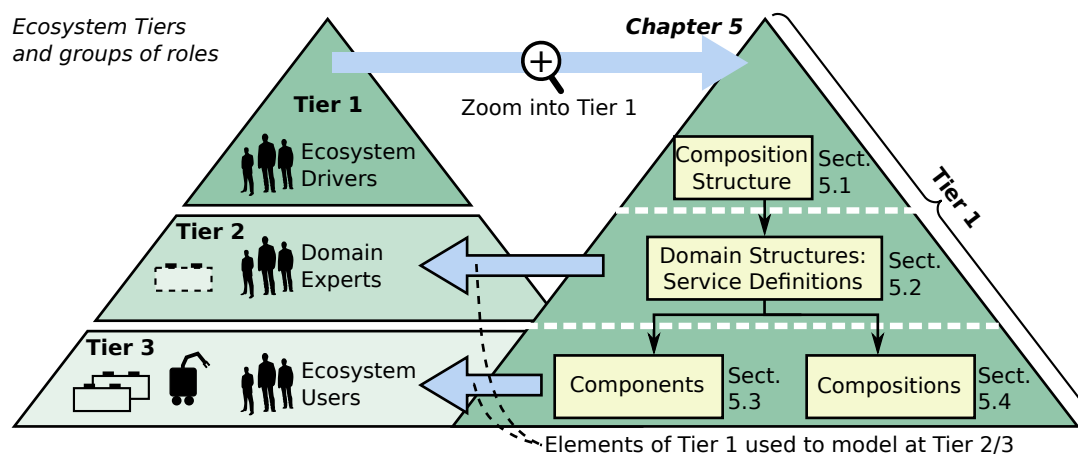 Ecosystem Tiers
and groups of roles
Chapter 5
Zoom into Tier 1
Tier 1
Ecosystem
Drivers
Tier 2
Domain
Experts
Tier 3
Ecosystem
Users
Tier 1
Composition
Structure
Sect.
5.1
Domain Structures:
Service Definitions
Sect.
5.2
Components
Sect.
5.3
Compositions
Sect.
5.4
Elements of Tier 1 used to model at Tier 2/3